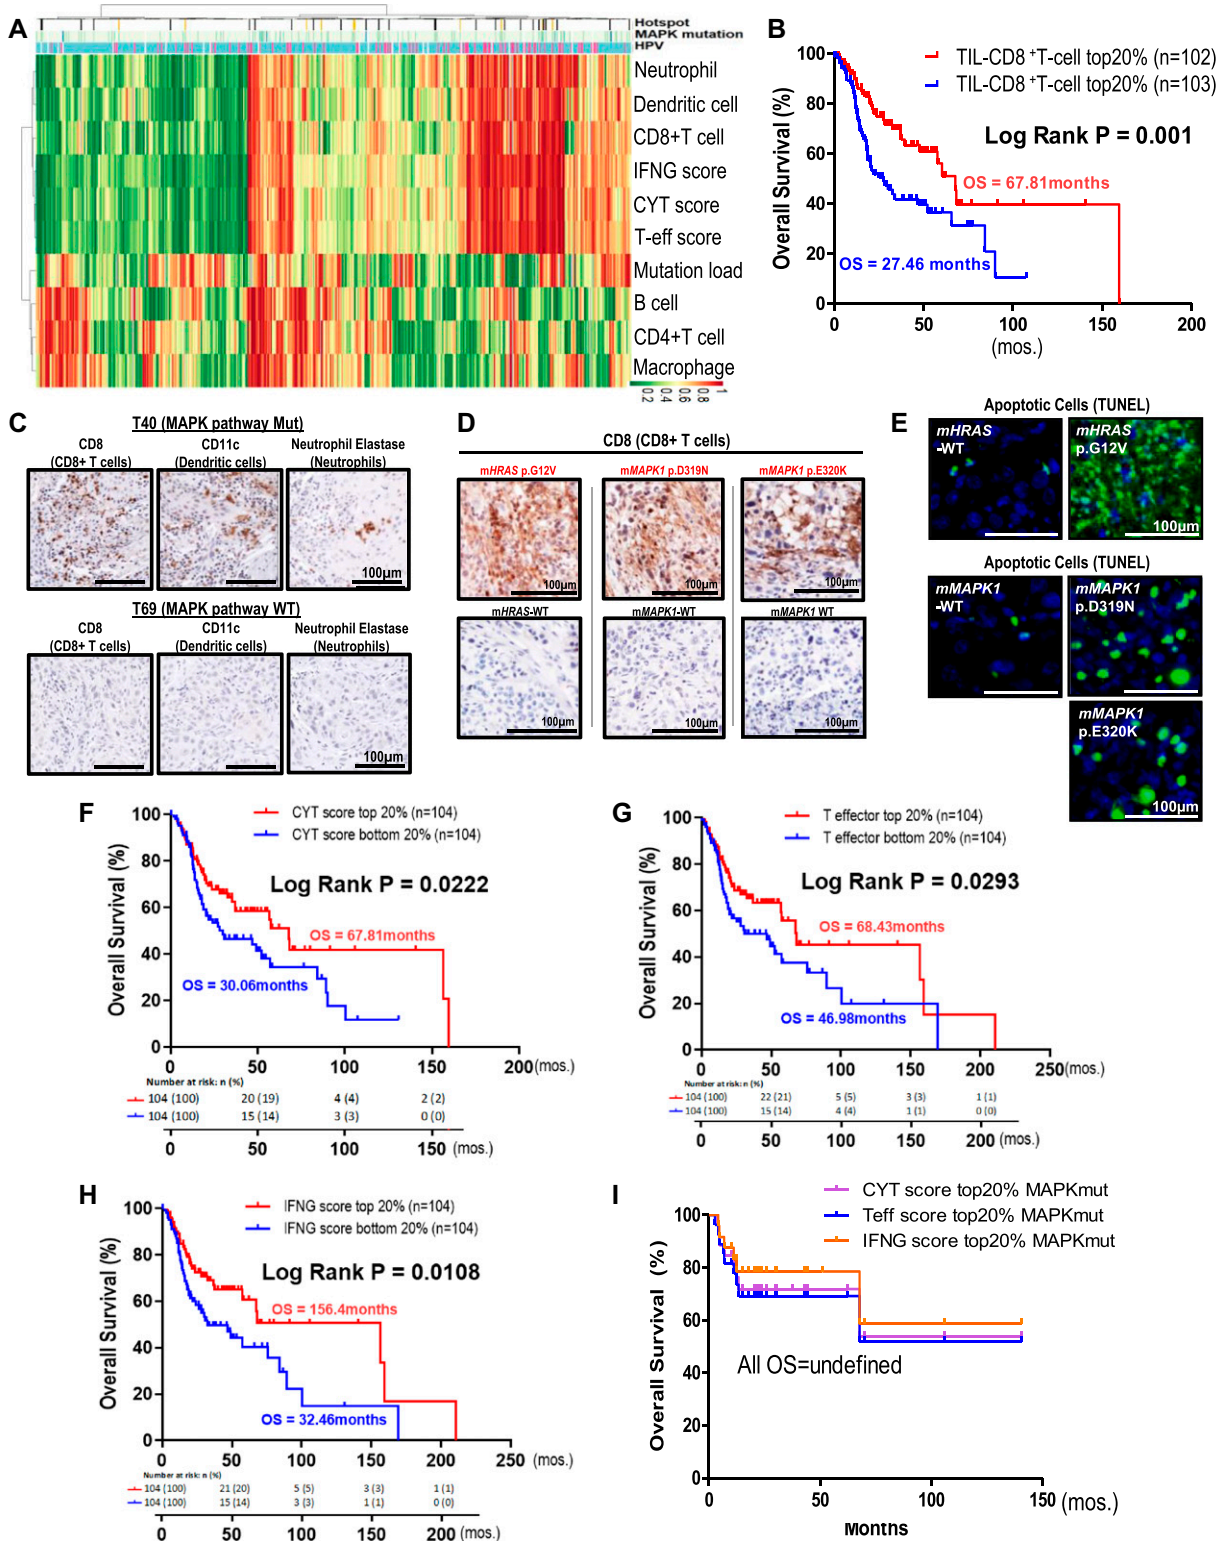 A
Hotspot
MAPK mutation
HPV
Neutrophil
Dendritic cell
CD8+T cell
IFNG score
CYT score
T-eff score
Mutation load
B cell
CD4+T cell
Macrophage
0.2
0.4
0.6
0.8
1
B
TIL-CD8 +T-cell top20% (n=102)
TIL-CD8 +T-cell top20% (n=103)
Log Rank P = 0.001
OS = 67.81months
OS = 27.46 months
Overall Survival (%)
100
80
60
40
20
0
0 50 100 150 200
(mos.)
C
T40 (MAPK pathway Mut)
CD8
(CD8+ T cells)
CD11c
(Dendritic cells)
Neutrophil Elastase
(Neutrophils)
100μm
T69 (MAPK pathway WT)
CD8
(CD8+ T cells)
CD11c
(Dendritic cells)
Neutrophil Elastase
(Neutrophils)
100μm
D
CD8 (CD8+ T cells)
mHRAS p.G12V
mMAPK1 p.D319N
mMAPK1 p.E320K
100μm
100μm
100μm
mHRAS-WT
mMAPK1-WT
mMAPK1 WT
100μm
100μm
100μm
E
Apoptotic Cells (TUNEL)
mHRAS
-WT
mHRAS
p.G12V
100μm
Apoptotic Cells (TUNEL)
mMAPK1
-WT
mMAPK1
p.D319N
mMAPK1
p.E320K
100μm
F
CYT score top 20% (n=104)
CYT score bottom 20% (n=104)
Log Rank P = 0.0222
OS = 67.81months
OS = 30.06months
Overall Survival (%)
100
80
60
40
20
0
0 50 100 150 200 (mos.)
Number at risk: n (%)
104 (100) 20 (19) 4 (4) 2 (2)
104 (100) 15 (14) 3 (3) 0 (0)
0 50 100 150 (mos.)
G
T effector top 20% (n=104)
T effector bottom 20% (n=104)
Log Rank P = 0.0293
OS = 68.43months
OS = 46.98months
Overall Survival (%)
100
80
60
40
20
0
0 50 100 150 200 250 (mos.)
Number at risk: n (%)
104 (100) 22 (21) 5 (5) 3 (3) 1 (1)
104 (100) 15 (14) 4 (4) 1 (1) 0 (0)
0 50 100 150 200 (mos.)
H
IFNG score top 20% (n=104)
IFNG score bottom 20% (n=104)
Log Rank P = 0.0108
OS = 156.4months
OS = 32.46months
Overall Survival (%)
100
80
60
40
20
0
0 50 100 150 200 250 (mos.)
Number at risk: n (%)
104 (100) 21 (20) 5 (5) 3 (3) 1 (1)
104 (100) 15 (14) 3 (3) 1 (1) 0 (0)
0 50 100 150 200 (mos.)
I
CYT score top20% MAPKmut
Teff score top20% MAPKmut
IFNG score top20% MAPKmut
All OS=undefined
Overall Survival (%)
100
80
60
40
20
0
0 50 100 150 (mos.)
Months